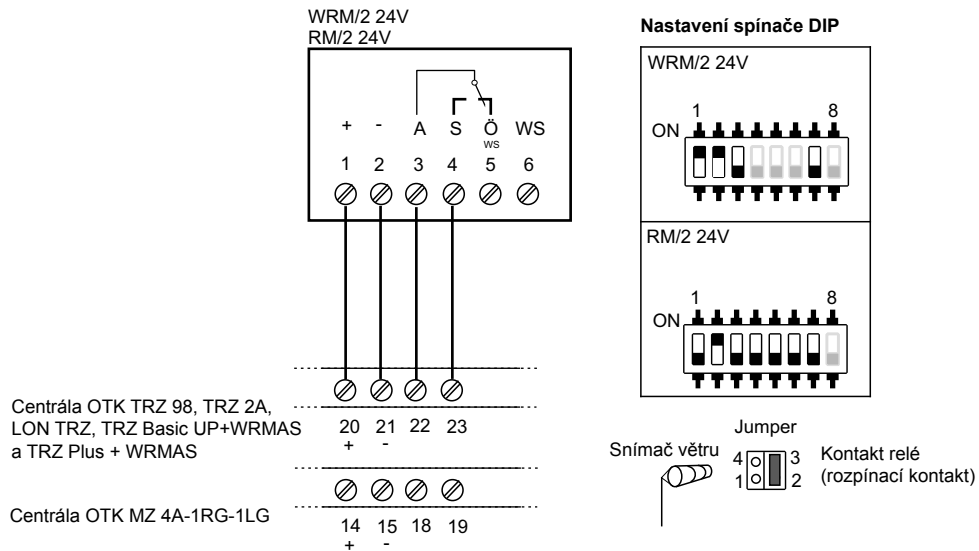 WRM/2 24V
RM/2 24V
+ - A S Ö WS
ws
1 2 3 4 5 6
Centrála OTK TRZ 98, TRZ 2A,
LON TRZ, TRZ Basic UP+WRMAS
a TRZ Plus + WRMAS
20 21 22 23
+ -
Centrála OTK MZ 4A-1RG-1LG
14 15 18 19
+ -
Nastavení spínače DIP
WRM/2 24V
1 8
ON
RM/2 24V
1 8
ON
Jumper
Snímač větru
4 3
1 2
Kontakt relé
(rozpínací kontakt)